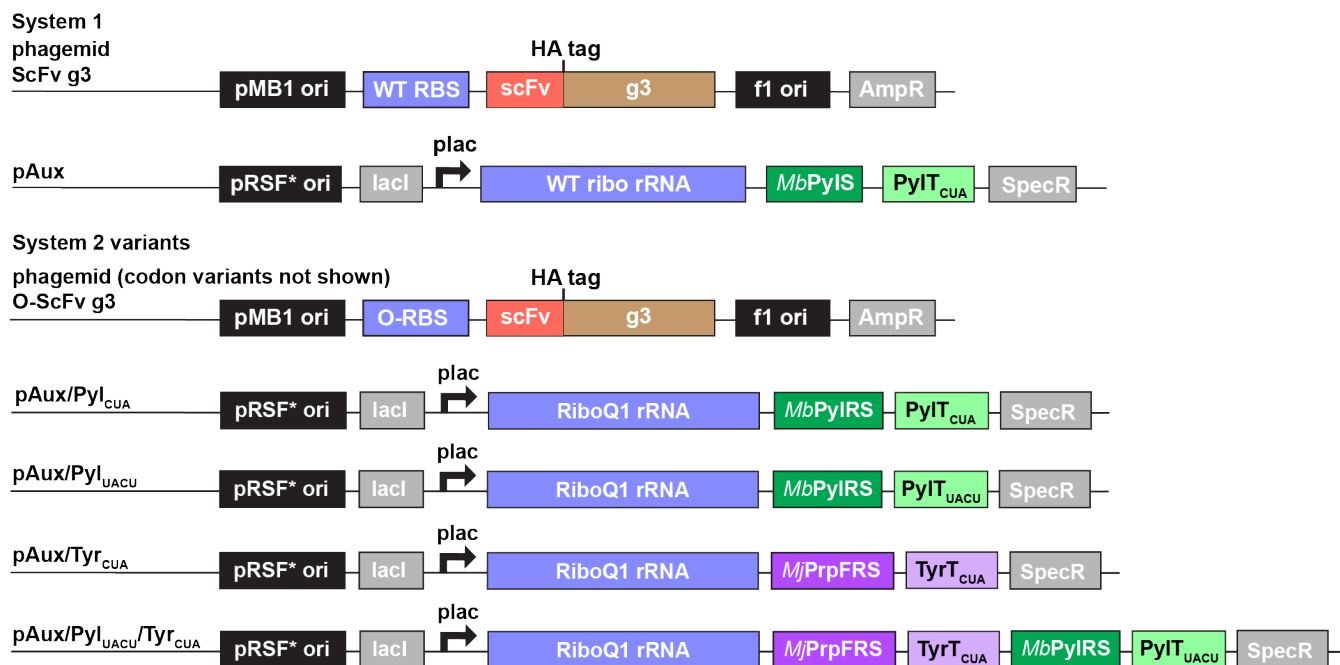 System 1
phagemid
ScFv g3
HA tag
pMB1 ori WT RBS scFv g3 f1 ori AmpR
plac
pAux pRSF* ori lacI WT ribo rRNA MbPylS PylTCUA SpecR
System 2 variants
phagemid (codon variants not shown)
O-ScFv g3
HA tag
pMB1 ori O-RBS scFv g3 f1 ori AmpR
plac
pAux/PylCUA pRSF* ori lacI RiboQ1 rRNA MbPylRS PylTCUA SpecR
plac
pAux/PylUACU pRSF* ori lacI RiboQ1 rRNA MbPylRS PylTUACU SpecR
plac
pAux/TyrCUA pRSF* ori lacI RiboQ1 rRNA MjPrpFRS TyrTCUA SpecR
plac
pAux/PylUACU/TyrCUA pRSF* ori lacI RiboQ1 rRNA MjPrpFRS TyrTCUA MbPylRS PylTUACU SpecR